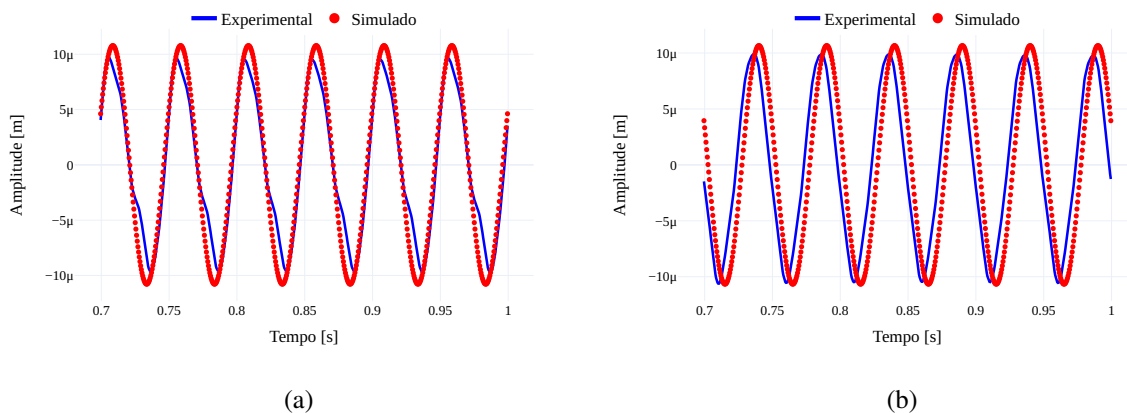 Experimental Simulado
10μ
5μ
0
−5μ
−10μ
Amplitude [m]
0.7 0.75 0.8 0.85 0.9 0.95 1
Tempo [s]
(a)
Experimental Simulado
10μ
5μ
0
−5μ
−10μ
Amplitude [m]
0.7 0.75 0.8 0.85 0.9 0.95 1
Tempo [s]
(b)